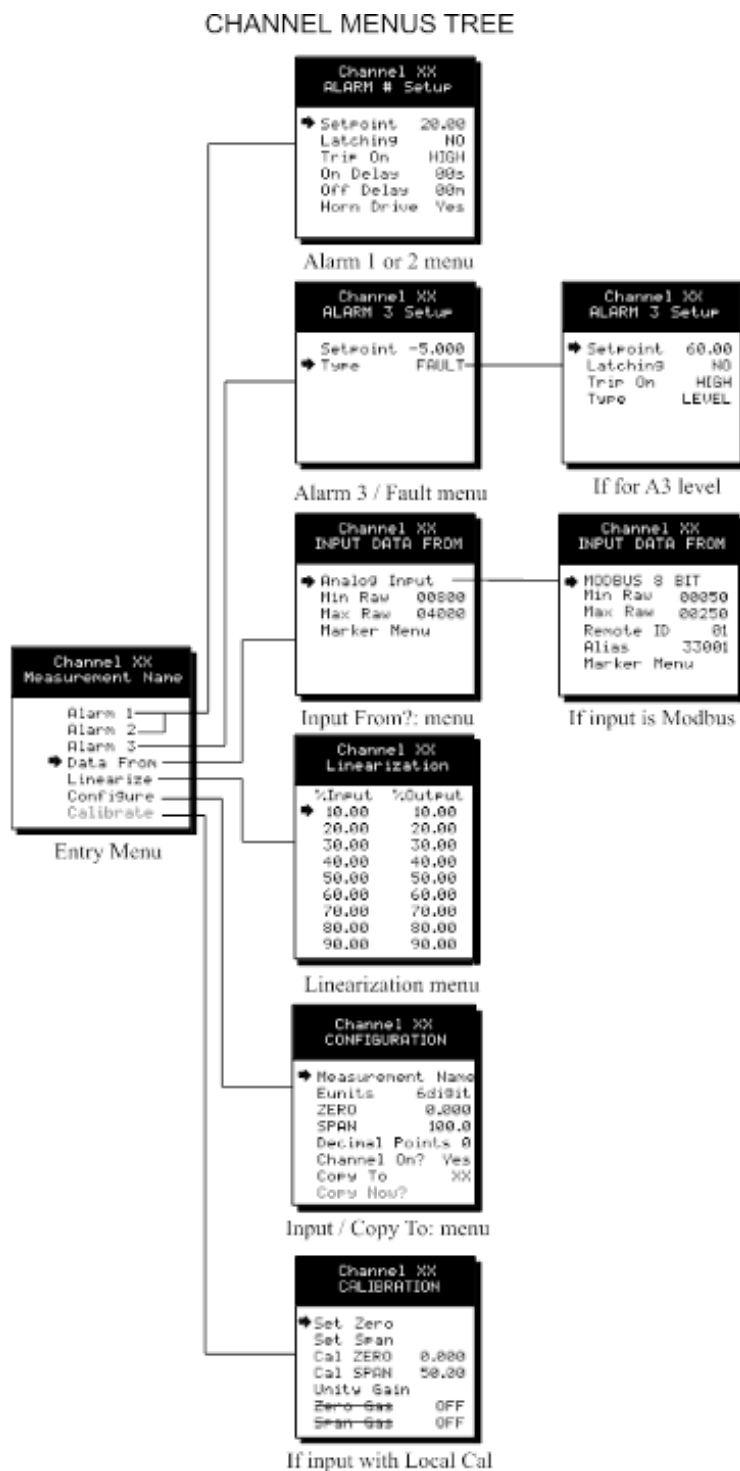 CHANNEL MENUS TREE
Channel XX
ALARM # Setup
Setpoint 20.00
Latching NO
Trip On HIGH
On Delay 00s
Off Delay 00m
Horn Drive Yes
Alarm 1 or 2 menu
Channel XX
ALARM 3 Setup
Setpoint -5.000
Type FAULT
Alarm 3 / Fault menu
Channel XX
ALARM 3 Setup
Setpoint 60.00
Latching NO
Trip On HIGH
Type LEVEL
If for A3 level
Channel XX
INPUT DATA FROM
Analog Input
Min Raw 00800
Max Raw 04000
Marker Menu
Input From?: menu
Channel XX
INPUT DATA FROM
MODBUS 8 BIT
Min Raw 00050
Max Raw 00250
Remote ID 01
Alias 33001
Marker Menu
If input is Modbus
Channel XX
Measurement Name
Alarm 1
Alarm 2
Alarm 3
Data From
Linearize
Configure
Calibrate
Entry Menu
Channel XX
Linearization
%Input %Output
10.00 10.00
20.00 20.00
30.00 30.00
40.00 40.00
50.00 50.00
60.00 60.00
70.00 70.00
80.00 80.00
90.00 90.00
Linearization menu
Channel XX
CONFIGURATION
Measurement Name
Eunits 6digit
ZERO 0.000
SPAN 100.0
Decimal Points 0
Channel On? Yes
Copy To XX
Copy Now?
Input / Copy To: menu
Channel XX
CALIBRATION
Set Zero
Set Span
Cal ZERO 0.000
Cal SPAN 50.00
Unity Gain
Zero Gas OFF
Span Gas OFF
If input with Local Cal